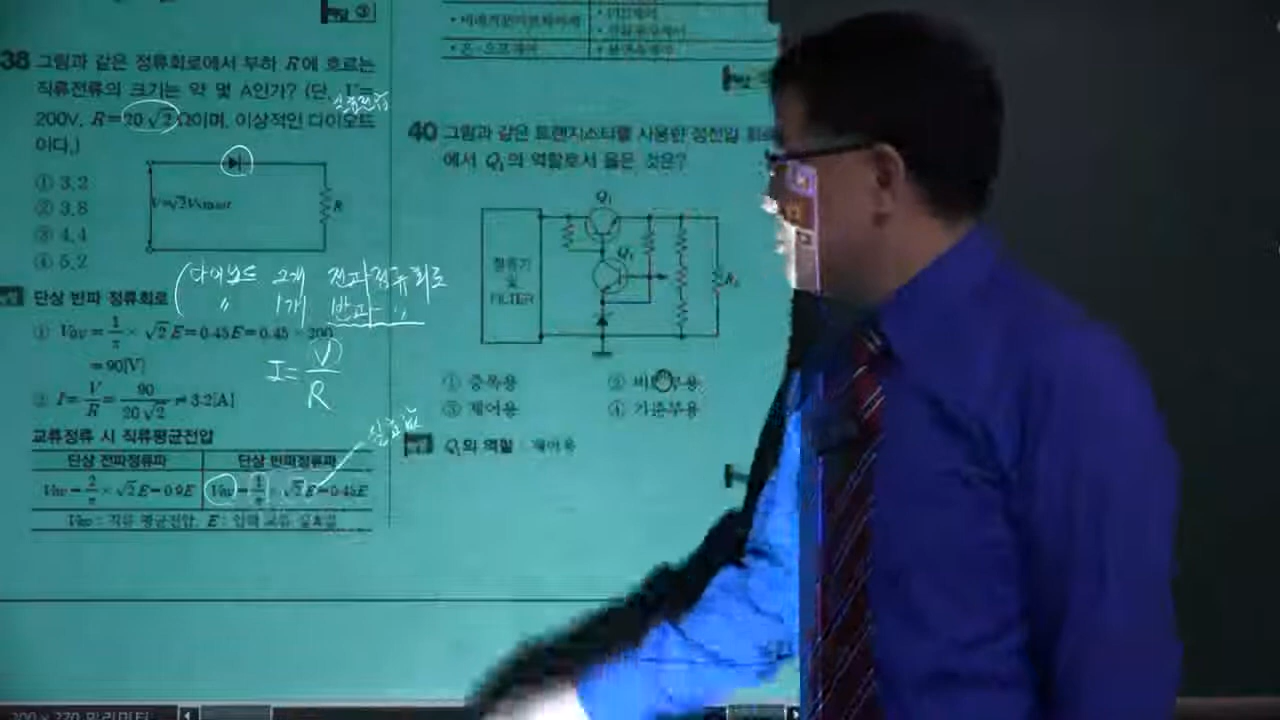 38 그림과 같은 정류회로에서 부하 R에 흐르는
직류전류의 크기는 약 몇 A인가? (단, V=
200V, R=20√2Ω이며, 이상적인 다이오드
이다.)
① 3.2
② 3.8
③ 4.4
④ 5.2
R
다이오드 2개 전파정류회로
〃 1개 반파 〃
단상 반파 정류회로
① Vav = 1/π × √2E = 0.45E = 0.45 × 200
= 90[V]
I = V/R
② I = V/R = 90/20√2 ≒ 3.2[A]
실효값
교류정류 시 직류평균전압
단상 전파정류파 단상 반파정류파
Vav = 2/π × √2E = 0.9E Vav = 1/π × √2E = 0.45E
Vav : 직류 평균전압, E : 입력 교류 실효값
③
40 그림과 같은 트랜지스터를 사용한 정전압 회로
에서 Q1의 역할로서 옳은 것은?
Q1
정류기
및
FILTER
① 증폭용
③ 제어용
④ 기준부용
Q1의 역할 : 제어용